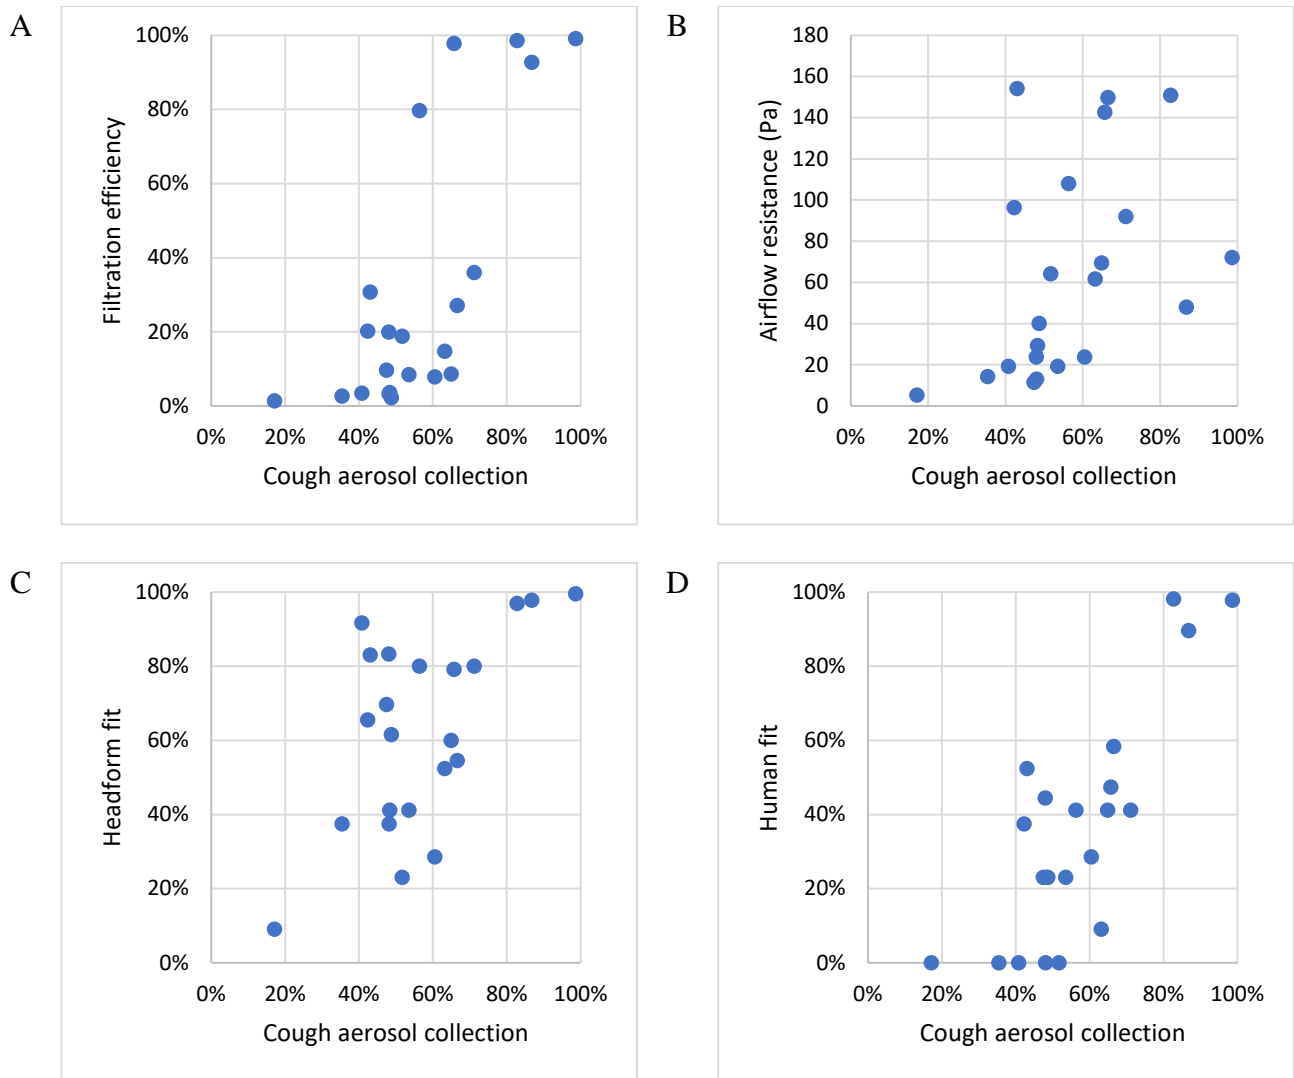 A
100%
80%
60%
40%
20%
0%
Filtration efficiency
0% 20% 40% 60% 80% 100%
Cough aerosol collection
B
180
160
140
120
100
80
60
40
20
0
Airflow resistance (Pa)
0% 20% 40% 60% 80% 100%
Cough aerosol collection
C
100%
80%
60%
40%
20%
0%
Headform fit
0% 20% 40% 60% 80% 100%
Cough aerosol collection
D
100%
80%
60%
40%
20%
0%
Human fit
0% 20% 40% 60% 80% 100%
Cough aerosol collection